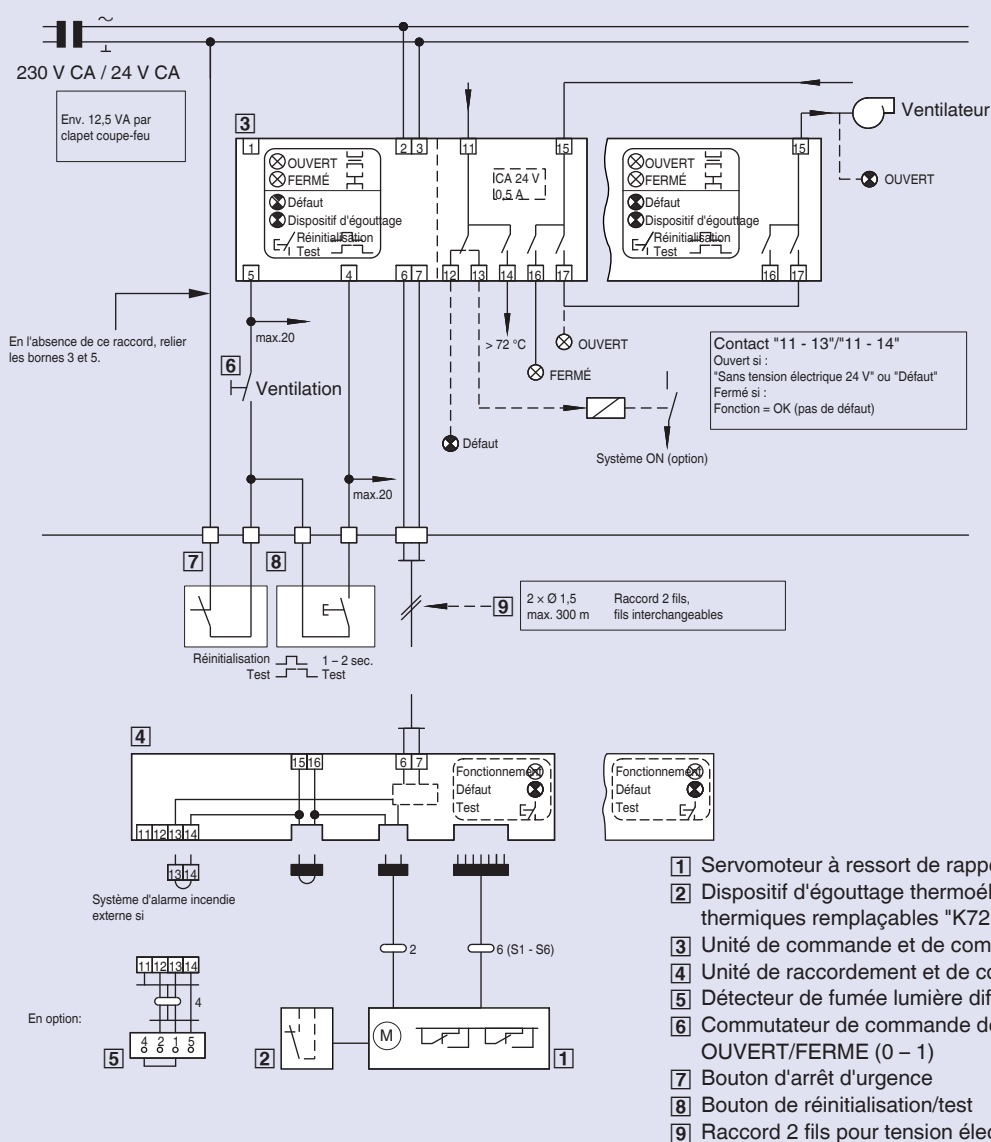 ~
⊥
230 V CA / 24 V CA
Env. 12,5 VA par
clapet coupe-feu
Ventilateur
OUVERT
3
1
2 3
11
15
15
OUVERT
FERMÉ
Défaut
Dispositif d'égouttage
Réinitialisation
Test
CA 24 V
0,5 A
OUVERT
FERMÉ
Défaut
Dispositif d'égouttage
Réinitialisation
Test
5
4
6 7
12
13
14
16
17
16
17
En l'absence de ce raccord, relier
les bornes 3 et 5.
max.20
> 72 °C
OUVERT
FERMÉ
6
Ventilation
Contact "11 - 13"/"11 - 14"
Ouvert si :
"Sans tension électrique 24 V" ou "Défaut"
Fermé si :
Fonction = OK (pas de défaut)
Défaut
Système ON (option)
max.20
7
8
9
2 × Ø 1,5 Raccord 2 fils,
max. 300 m fils interchangeables
Réinitialisation 1 – 2 sec.
Test Test
4
15 16
6 7
Fonctionnement
Défaut
Test
Fonctionnement
Défaut
Test
11 12 13 14
13 14
Système d'alarme incendie
externe si
2
6 (S1 - S6)
11 12 13 14
4
En option:
4 2 1 5
5
2
M
1
1 Servomoteur à ressort de
2 Dispositif d'égouttage
thermiques remplaçables "K72
3 Unité de commande et de
4 Unité de raccordement et de
5 Détecteur de fumée lumière
6 Commutateur de commande
OUVERT/FERME (0 – 1)
7 Bouton d'arrêt d'urgence
8 Bouton de réinitialisation/test
9 Raccord 2 fils pour tension